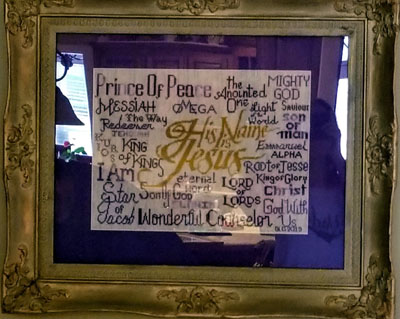 Prince Of Peace
the Anointed One
MIGHTY GOD
MESSIAH
OMEGA
Light of the World
Saviour
The Way
Redeemer
son of man
His Name is Jesus
KING OF KINGS
Emmanuel
ALPHA
Root of Jesse
I AM
eternal
LORD OF LORDS
King of Glory
Christ
Star of Jacob
Son of God
Wonderful Counselor
God With Us